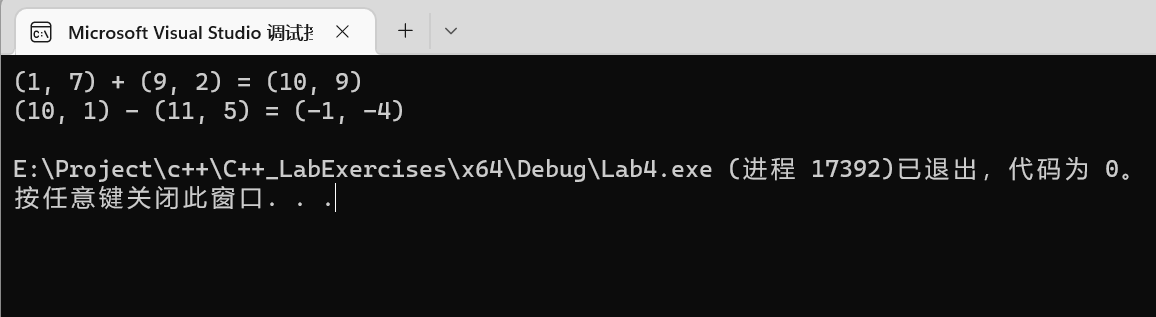 Microsoft Visual Studio 调试控
(1, 7) + (9, 2) = (10, 9)
(10, 1) - (11, 5) = (-1, -4)
E:\Project\c++\C++_LabExercises\x64\Debug\Lab4.exe (进程 17392)已退出，代码为 0。
按任意键关闭此窗口. . .